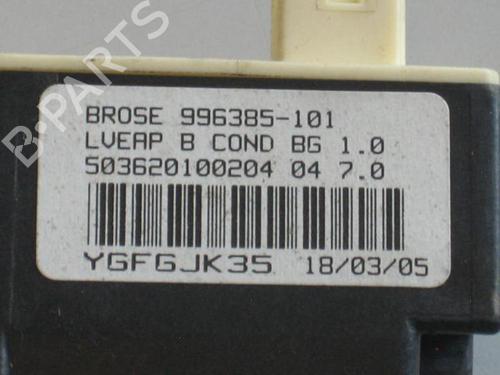 B-PARTS
BROSE 996385-101
LVEAP B COND BG 1.0
503620100204 04 7.0
YGFGJK35 18/03/05